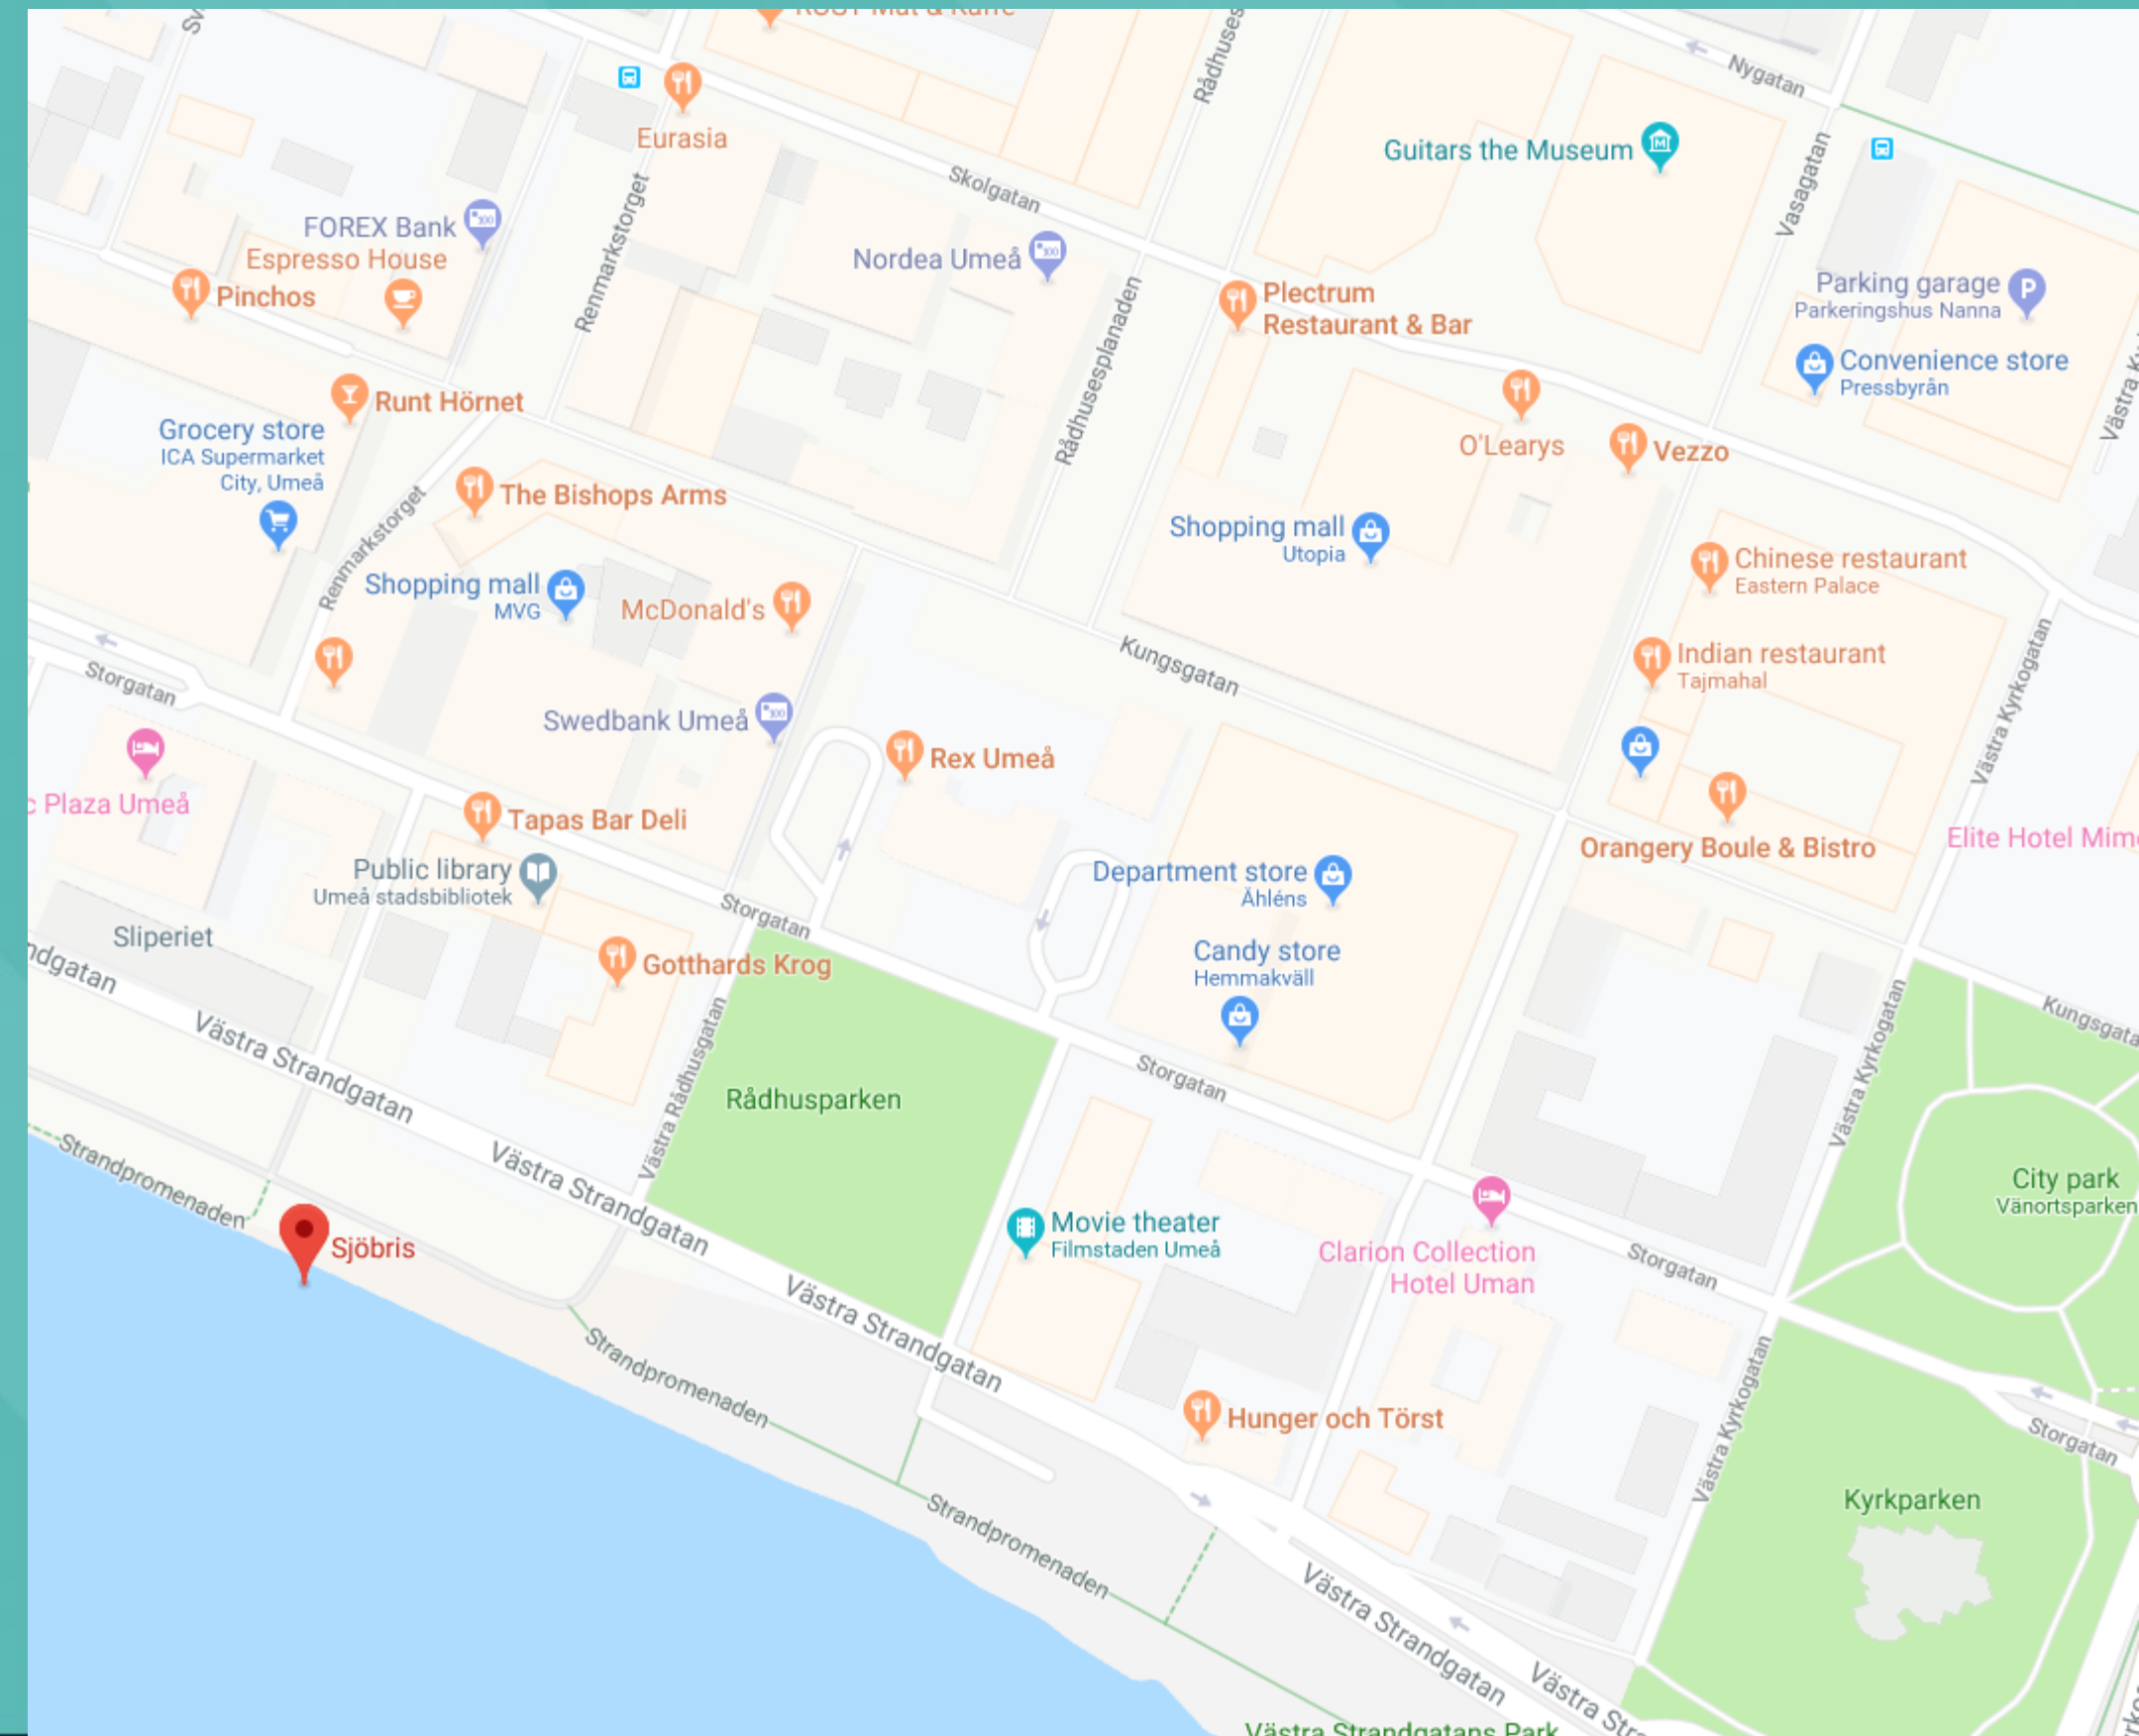 Rådhuses
Nygatan
Eurasia
Guitars the Museum
Skolgatan
Vasagatan
Renmarkstorget
FOREX Bank
Espresso House
Nordea Umeå
Pinchos
Plectrum
Restaurant & Bar
Parking garage
Parkeringshus Nanna
Convenience store
Pressbyrån
Rådhusesplanaden
Runt Hörnet
Grocery store
ICA Supermarket
City, Umeå
O'Learys
Vezzo
The Bishops Arms
Renmarkstorget
Shopping mall
Utopia
Chinese restaurant
Eastern Palace
Shopping mall
MVG
McDonald's
Kungsgatan
Indian restaurant
Tajmahal
Västra Kyrkogatan
Storgatan
Swedbank Umeå
Rex Umeå
c Plaza Umeå
Tapas Bar Deli
Elite Hotel Mim
Orangery Boule & Bistro
Public library
Umeå stadsbibliotek
Department store
Åhléns
Storgatan
Sliperiet
Gotthards Krog
Candy store
Hemmakväll
ndgatan
Västra Strandgatan
Kungsgata
Västra Rådhusgatan
Storgatan
Västra Kyrkogatan
Rådhusparken
Strandpromenaden
Västra Strandgatan
City park
Vänortsparken
Sjöbris
Movie theater
Filmstaden Umeå
Clarion Collection
Hotel Uman
Storgatan
Västra Strandgatan
Strandpromenaden
Västra Kyrkogatan
Hunger och Törst
Storgatan
Kyrkparken
Strandpromenaden
Västra Strandgatan
Västra Str
Västra Strandgatans Park